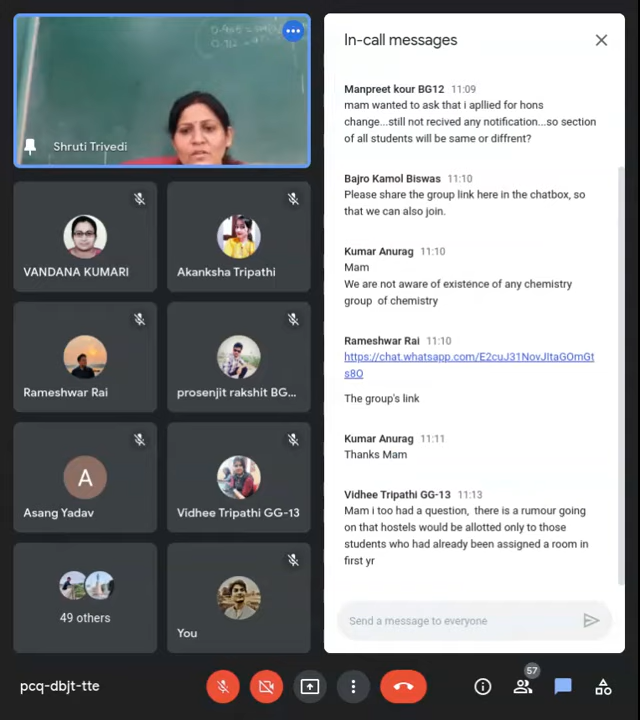 Shruti Trivedi
VANDANA KUMARI
Akanksha Tripathi
Rameshwar Rai
prosenjit rakshit BG...
A
Asang Yadav
Vidhee Tripathi GG-13
49 others
You
In-call messages
Manpreet kour BG12 11:09
mam wanted to ask that i apllied for hons
change...still not recived any notification...so section
of all students will be same or diffrent?
Bajro Kamol Biswas 11:10
Please share the group link here in the chatbox, so
that we can also join.
Kumar Anurag 11:10
Mam
We are not aware of existence of any chemistry
group of chemistry
Rameshwar Rai 11:10
https://chat.whatsapp.com/E2cuJ31NovJItaGOmGt
s8O
The group's link
Kumar Anurag 11:11
Thanks Mam
Vidhee Tripathi GG-13 11:13
Mam i too had a question, there is a rumour going
on that hostels would be allotted only to those
students who had already been assigned a room in
first yr
Send a message to everyone
pcq-dbjt-tte
57